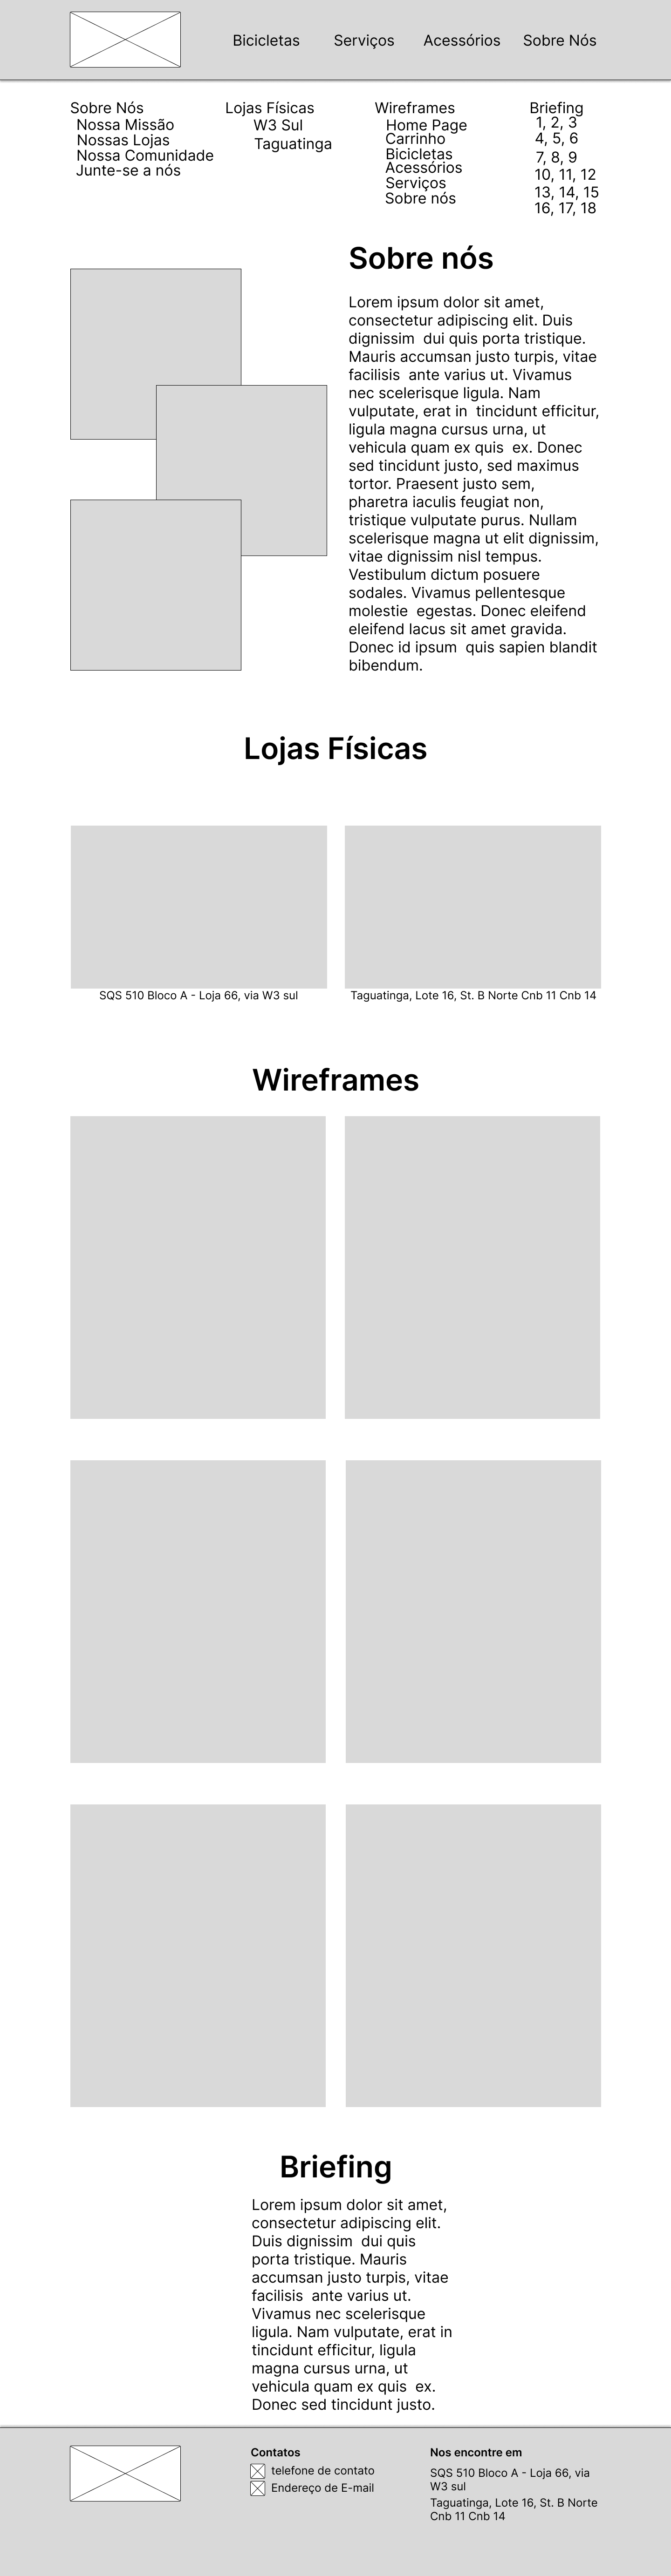 Bicicletas Serviços Acessórios Sobre Nós
Sobre Nós
Nossa Missão
Nossas Lojas
Nossa Comunidade
Junte-se a nós
Lojas Físicas
W3 Sul
Taguatinga
Wireframes
Home Page
Carrinho
Bicicletas
Acessórios
Serviços
Sobre nós
Briefing
1, 2, 3
4, 5, 6
7, 8, 9
10, 11, 12
13, 14, 15
16, 17, 18
Sobre nós
Lorem ipsum dolor sit amet,
consectetur adipiscing elit. Duis
dignissim  dui quis porta tristique.
Mauris accumsan justo turpis, vitae
facilisis  ante varius ut. Vivamus
nec scelerisque ligula. Nam
vulputate, erat in  tincidunt efficitur,
ligula magna cursus urna, ut
vehicula quam ex quis  ex. Donec
sed tincidunt justo, sed maximus
tortor. Praesent justo sem,
pharetra iaculis feugiat non,
tristique vulputate purus. Nullam
scelerisque magna ut elit dignissim,
vitae dignissim nisl tempus.
Vestibulum dictum posuere
sodales. Vivamus pellentesque
molestie  egestas. Donec eleifend
eleifend lacus sit amet gravida.
Donec id ipsum  quis sapien blandit
bibendum.
Lojas Físicas
SQS 510 Bloco A - Loja 66, via W3 sul
Taguatinga, Lote 16, St. B Norte Cnb 11 Cnb 14
Wireframes
Briefing
Lorem ipsum dolor sit amet,
consectetur adipiscing elit.
Duis dignissim  dui quis
porta tristique. Mauris
accumsan justo turpis, vitae
facilisis  ante varius ut.
Vivamus nec scelerisque
ligula. Nam vulputate, erat in
tincidunt efficitur, ligula
magna cursus urna, ut
vehicula quam ex quis  ex.
Donec sed tincidunt justo.
Contatos
telefone de contato
Endereço de E-mail
Nos encontre em
SQS 510 Bloco A - Loja 66, via
W3 sul
Taguatinga, Lote 16, St. B Norte
Cnb 11 Cnb 14